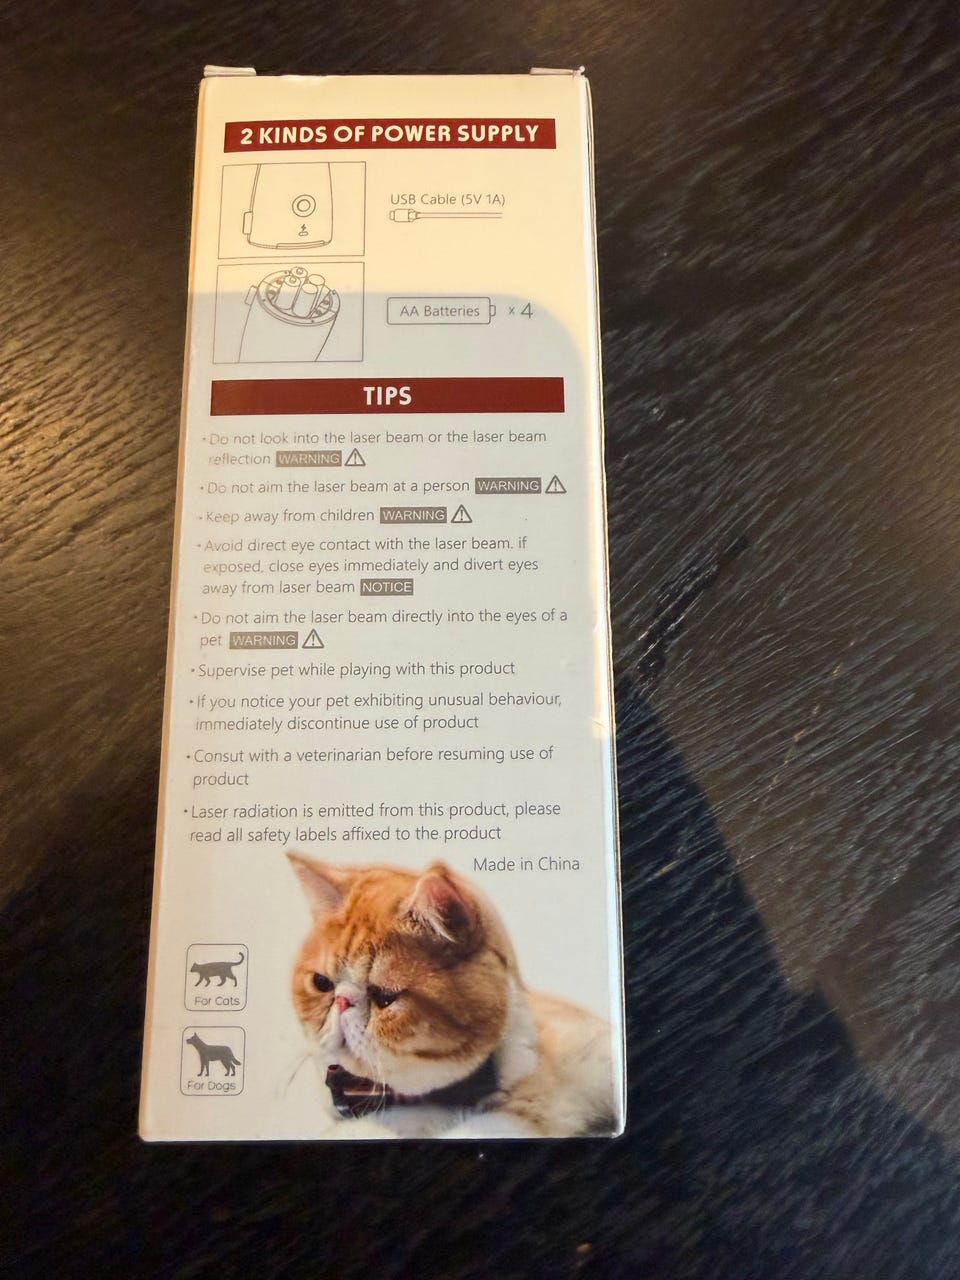 2 KINDS OF POWER SUPPLY
USB Cable (5V 1A)
AA Batteries x 4
TIPS
•Do not look into the laser beam or the laser beam
reflection WARNING
•Do not aim the laser beam at a person WARNING
•Keep away from children WARNING
•Avoid direct eye contact with the laser beam. if
exposed, close eyes immediately and divert eyes
away from laser beam NOTICE
•Do not aim the laser beam directly into the eyes of a
pet WARNING
•Supervise pet while playing with this product
•If you notice your pet exhibiting unusual behaviour,
immediately discontinue use of product
•Consut with a veterinarian before resuming use of
product
•Laser radiation is emitted from this product, please
read all safety labels affixed to the product
Made in China
For Cats
For Dogs